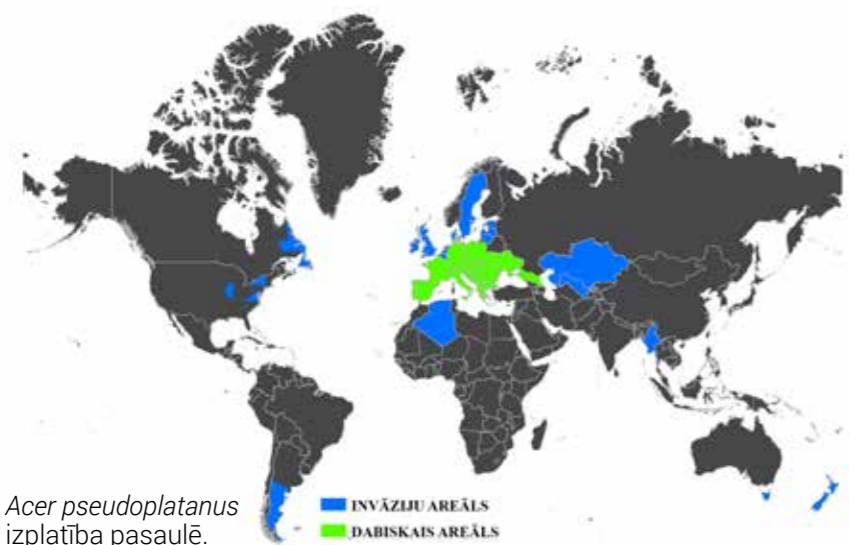 Acer pseudoplatanus
izplatība pasaulē.
INVĀZIJU AREĀLS
DABISKAIS AREĀLS